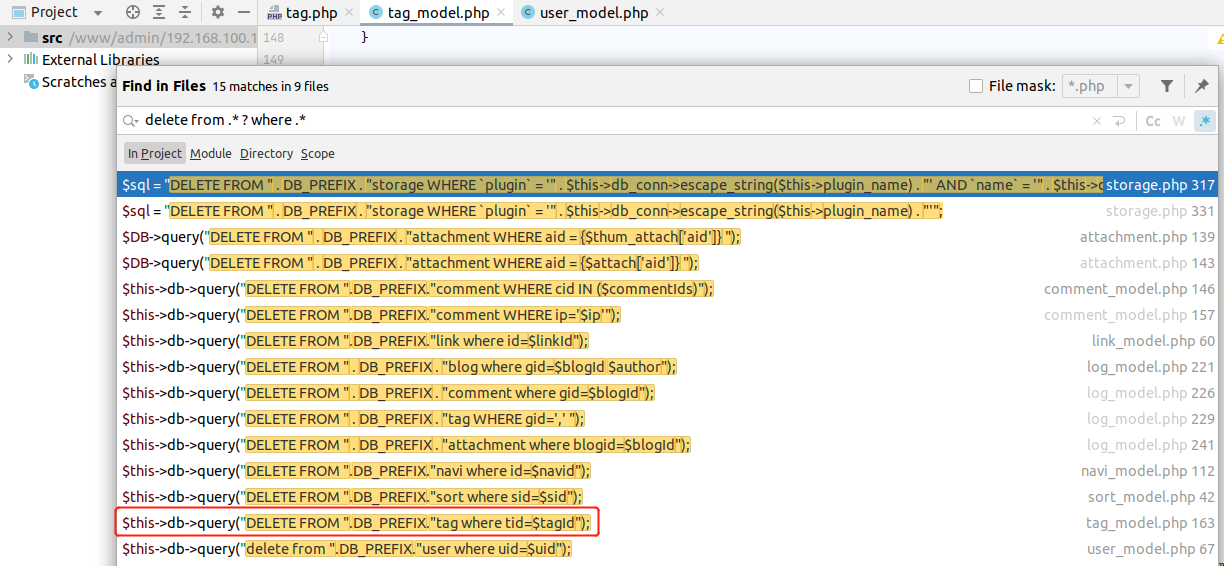 Project
tag.php
tag_model.php
user_model.php
src /www/admin/192.168.100.1
148 }
External Libraries
149
Scratches a
Find in Files 15 matches in 9 files
File mask: *.php
delete from .* ? where .*
Cc W .*
In Project Module Directory Scope
$sql = "DELETE FROM " . DB_PREFIX . "storage WHERE `plugin` = '" . $this->db_conn->escape_string($this->plugin_name) . "' AND `name` = '" . $this->d storage.php 317
$sql = "DELETE FROM " . DB_PREFIX . "storage WHERE `plugin` = '" . $this->db_conn->escape_string($this->plugin_name) . "'"; storage.php 331
$DB->query("DELETE FROM " . DB_PREFIX . "attachment WHERE aid = {$thum_attach['aid']} "); attachment.php 139
$DB->query("DELETE FROM " . DB_PREFIX . "attachment WHERE aid = {$attach['aid']} "); attachment.php 143
$this->db->query("DELETE FROM ".DB_PREFIX."comment WHERE cid IN ($commentIds)"); comment_model.php 146
$this->db->query("DELETE FROM ".DB_PREFIX."comment WHERE ip='$ip'"); comment_model.php 157
$this->db->query("DELETE FROM " . DB_PREFIX . "link where id=$linkId"); link_model.php 60
$this->db->query("DELETE FROM " . DB_PREFIX . "blog where gid=$blogId $author"); log_model.php 221
$this->db->query("DELETE FROM " . DB_PREFIX . "comment where gid=$blogId"); log_model.php 226
$this->db->query("DELETE FROM " . DB_PREFIX . "tag WHERE gid=',' "); log_model.php 229
$this->db->query("DELETE FROM " . DB_PREFIX . "attachment where blogid=$blogId"); log_model.php 241
$this->db->query("DELETE FROM ".DB_PREFIX."navi where id=$navid"); navi_model.php 112
$this->db->query("DELETE FROM ".DB_PREFIX."sort where sid=$sid"); sort_model.php 42
$this->db->query("DELETE FROM ".DB_PREFIX."tag where tid=$tagId"); tag_model.php 163
$this->db->query("delete from ".DB_PREFIX."user where uid=$uid"); user_model.php 67